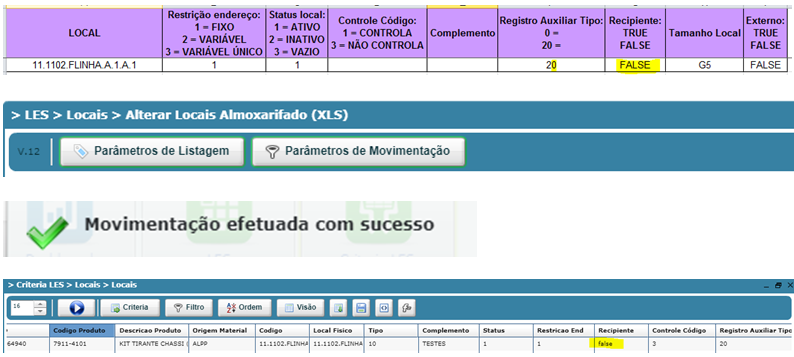 LOCAL Restrição endereço: 1 = FIXO 2 = VARIÁVEL 3 = VARIÁVEL ÚNICO Status local: 1 = ATIVO 2 = INATIVO 3 = VAZIO Controle Código: 1 = CONTROLA 3 = NÃO CONTROLA Complemento Registro Auxiliar Tipo: 0 = 20 = Recipiente: TRUE FALSE Tamanho Local Externo: TRUE FALSE
11.1102.FLINHA.A.1.A.1 1 1 20 FALSE G5 FALSE
> LES > Locais > Alterar Locais Almoxarifado (XLS)
V.12 Parâmetros de Listagem Parâmetros de Movimentação
Movimentação efetuada com sucesso
> Criteria LES > Locais > Locais
16 Criteria Filtro Ordem Visão
Codigo Produto Descricao Produto Origem Material Codigo Local Fisico Tipo Complemento Status Restricao End Recipiente Controle Código Registro Auxiliar Tipo
64940 7911-4101 KIT TIRANTE CHASSI ALPP 11.1102.FLINHA 11.1102.FLINHA 10 TESTES 1 1 false 3 20